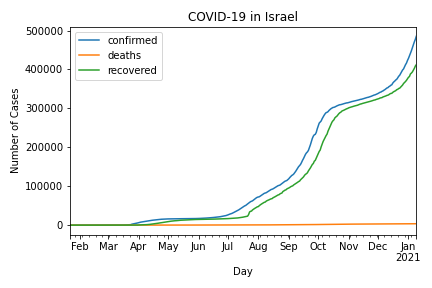 COVID-19 in Israel
confirmed
deaths
recovered
Number of Cases
500000
400000
300000
200000
100000
0
Feb Mar Apr May Jun Jul Aug Sep Oct Nov Dec Jan
2021
Day